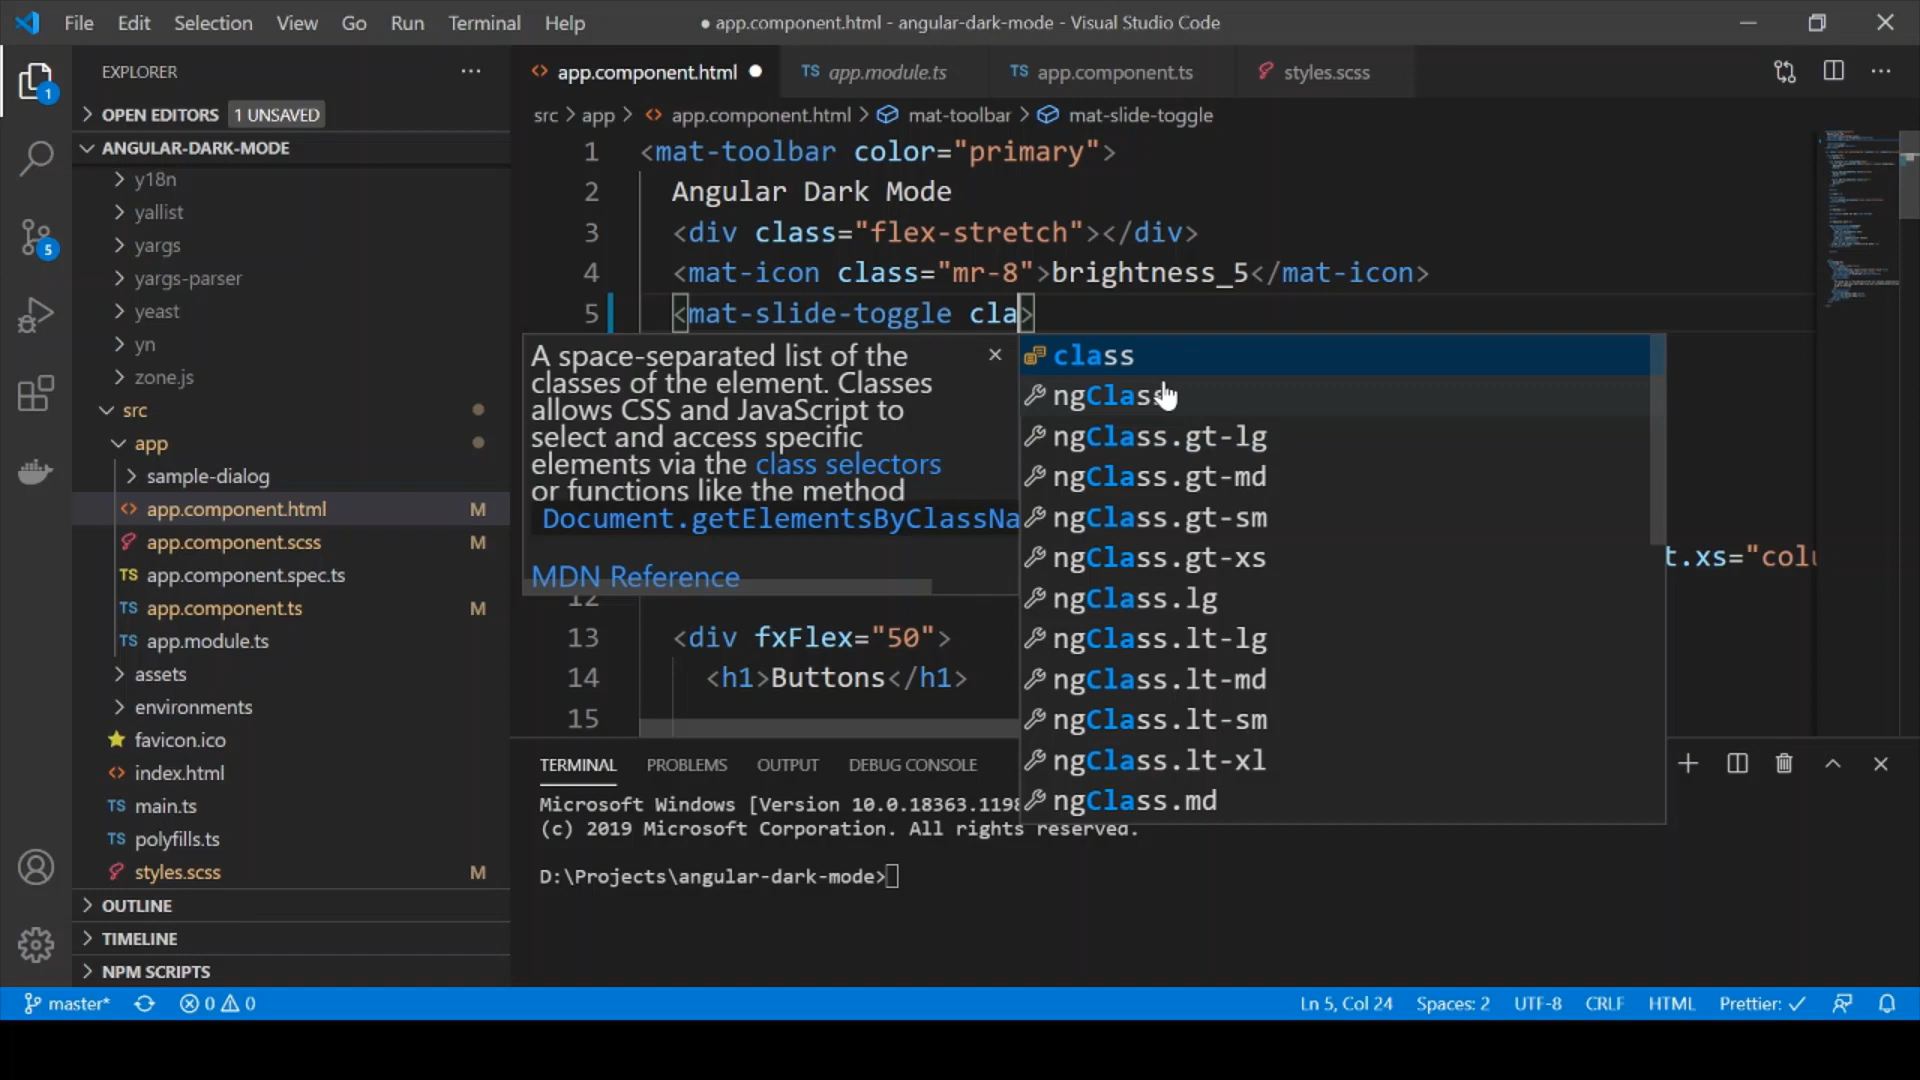 File Edit Selection View Go Run Terminal Help
● app.component.html - angular-dark-mode - Visual Studio Code
EXPLORER
OPEN EDITORS 1 UNSAVED
ANGULAR-DARK-MODE
y18n
yallist
yargs
yargs-parser
yeast
yn
zone.js
src
app
sample-dialog
app.component.html M
app.component.scss M
TS app.component.spec.ts
TS app.component.ts M
TS app.module.ts
assets
environments
favicon.ico
index.html
TS main.ts
TS polyfills.ts
styles.scss M
OUTLINE
TIMELINE
NPM SCRIPTS
1
5
app.component.html ● TS app.module.ts TS app.component.ts styles.scss
src > app > app.component.html > mat-toolbar > mat-slide-toggle
1 <mat-toolbar color="primary">
2 Angular Dark Mode
3 <div class="flex-stretch"></div>
4 <mat-icon class="mr-8">brightness_5</mat-icon>
5 <mat-slide-toggle cla>
A space-separated list of the
classes of the element. Classes
allows CSS and JavaScript to
select and access specific
elements via the class selectors
or functions like the method
Document.getElementsByClassNa
MDN Reference
class
ngClass
ngClass.gt-lg
ngClass.gt-md
ngClass.gt-sm
ngClass.gt-xs
ngClass.lg
ngClass.lt-lg
ngClass.lt-md
ngClass.lt-sm
ngClass.lt-xl
ngClass.md
t.xs="colu
12
13 <div fxFlex="50">
14 <h1>Buttons</h1>
15
TERMINAL PROBLEMS OUTPUT DEBUG CONSOLE
Microsoft Windows [Version 10.0.18363.1198
(c) 2019 Microsoft Corporation. All rights reserved.
D:\Projects\angular-dark-mode>
master* 0 0 Ln 5, Col 24 Spaces: 2 UTF-8 CRLF HTML Prettier: ✓